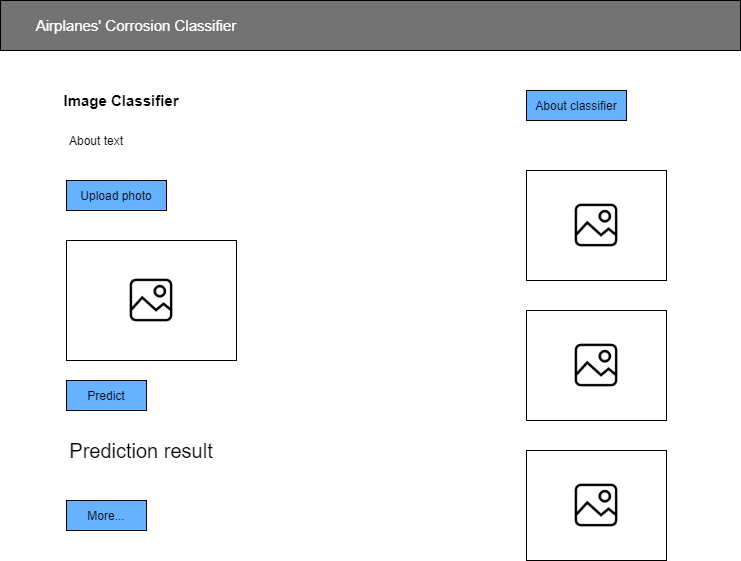 Airplanes' Corrosion Classifier
Image Classifier
About text
Upload photo
Predict
Prediction result
More...
About classifier